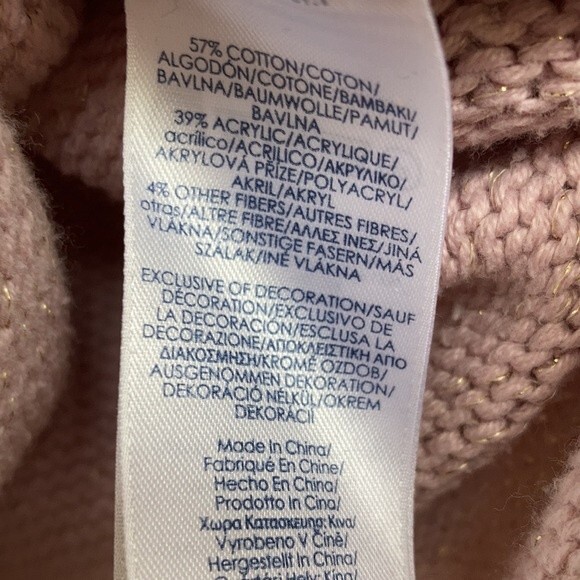 57% COTTON/COTON/
ALGODÓN/COTONE/BAMBAKI/
BAVLNA/BAUMWOLLE/PAMUT/
BAVLNA
39% ACRYLIC/ACRYLIQUE/
acrílico/ACRILICO/ΑΚΡΥΛΙΚΟ/
AKRYLOVÁ PŘÍZE/POLYACRYL/
AKRIL/AKRYL
4% OTHER FIBERS/AUTRES FIBRES/
otras/ALTRE FIBRE/ΑΛΛΕΣ ΙΝΕΣ/JINÁ
VLÁKNA/SONSTIGE FASERN/MÁS
SZÁLAK/INÉ VLÁKNA
EXCLUSIVE OF DECORATION/SAUF
DÉCORATION/EXCLUSIVO DE
LA DECORACIÓN/ESCLUSA LA
DECORAZIONE/ΑΠΟΚΛΕΙΣΤΙΚΗ ΑΠΟ
ΔΙΑΚΟΣΜΗΣΗ/KROMĚ OZDOB/
AUSGENOMMEN DEKORATION/
DEKORÁCIÓ NÉLKÜL/OKREM
DEKORÁCIÍ
Made In China/
Fabriqué En Chine/
Hecho En China/
Prodotto In Cina/
Χωρα Κατασκευης: Κινα/
Vyrobeno V Číně/
Hergestellt In China/